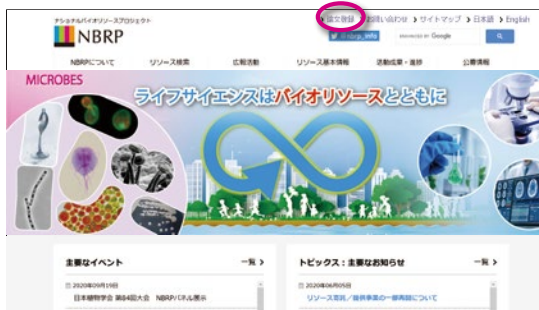 ナショナルバイオリソースプロジェクト
NBRP
論文登録 お問い合わせ サイトマップ 日本語 English
@nbrp_info
ENHANCED BY Google
NBRPについて リソース検索 広報活動 リソース基本情報 活動成果・進捗 公募情報
MICROBES
ライフサイエンスはバイオリソースとともに
主要なイベント 一覧
2020年09月19日
日本植物学会 第84回大会 NBRPパネル展示
トピックス:主要なお知らせ 一覧
2020年06月05日
リソース寄託/提供事業の一部再開について